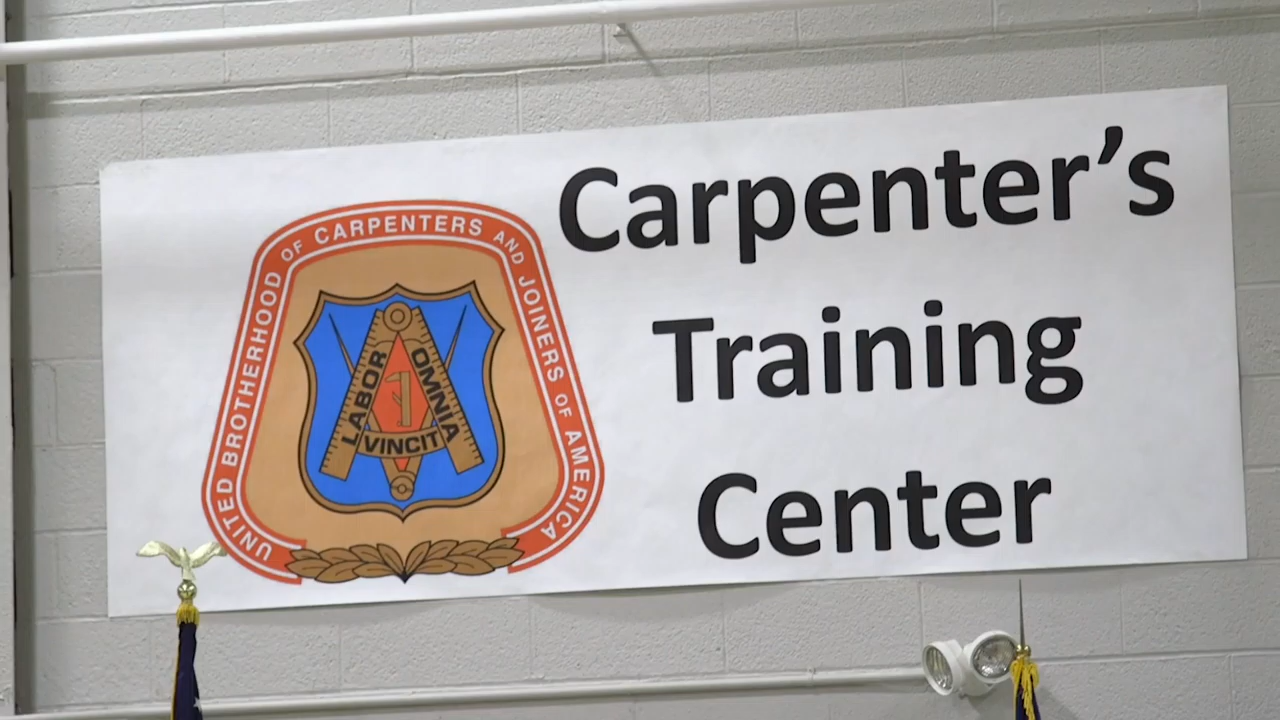 UNITED BROTHERHOOD OF CARPENTERS AND JOINERS OF AMERICA
LABOR
OMNIA
VINCIT
Carpenter’s
Training
Center